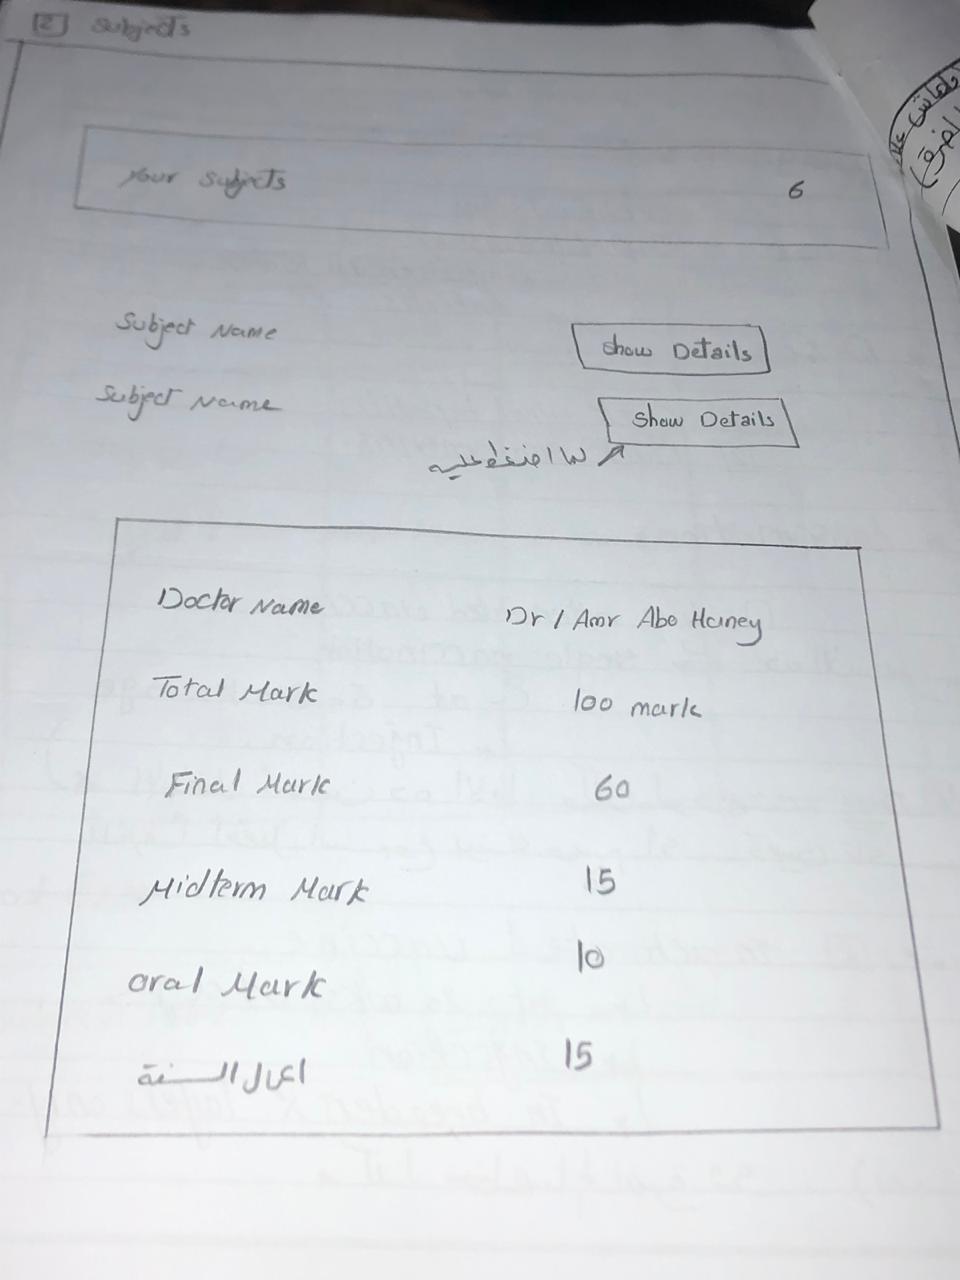 2 Subjects
Your Subjects 6
Subject Name Show Details
Subject Name Show Details
لما اضغط عليه
Doctor Name Dr / Amr Abo Haney
Total Mark 100 mark
Final Mark 60
Midterm Mark 15
oral Mark 10
اعمال السنة 15